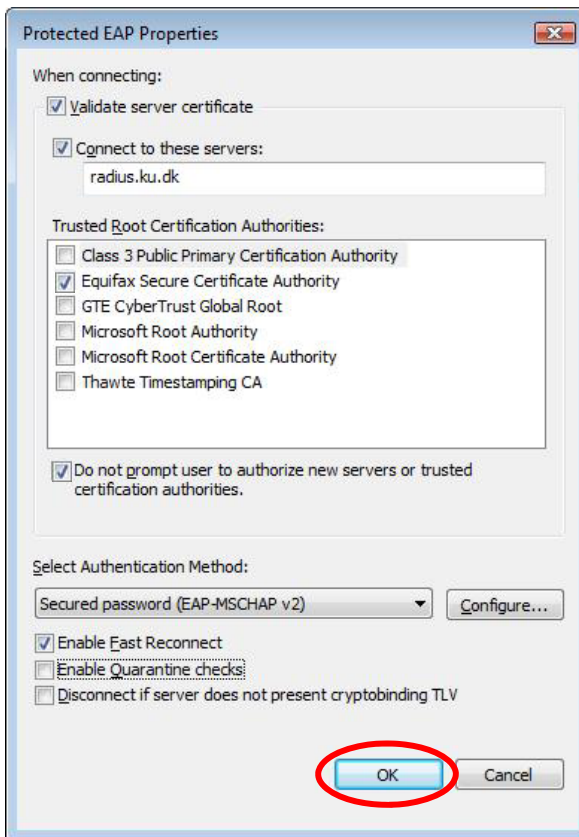 Protected EAP Properties
When connecting:
Validate server certificate
Connect to these servers:
radius.ku.dk
Trusted Root Certification Authorities:
Class 3 Public Primary Certification Authority
Equifax Secure Certificate Authority
GTE CyberTrust Global Root
Microsoft Root Authority
Microsoft Root Certificate Authority
Thawte Timestamping CA
Do not prompt user to authorize new servers or trusted
certification authorities.
Select Authentication Method:
Secured password (EAP-MSCHAP v2)
Configure...
Enable Fast Reconnect
Enable Quarantine checks
Disconnect if server does not present cryptobinding TLV
OK
Cancel